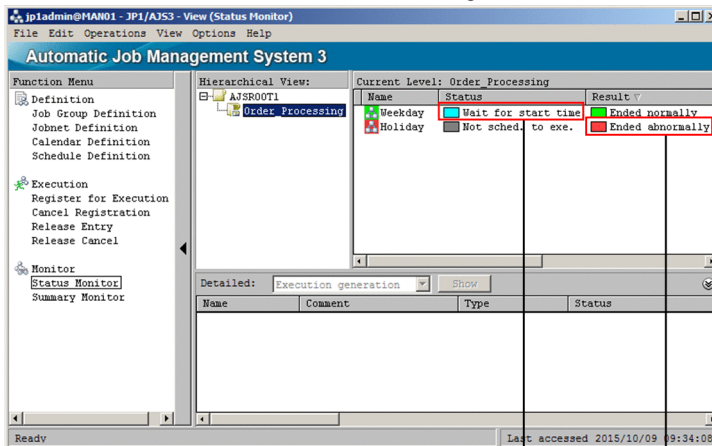 jp1admin@MAN01 - JP1/AJS3 - View (Status Monitor)
File Edit Operations View Options Help
Automatic Job Management System 3
Function Menu
Definition
Job Group Definition
Jobnet Definition
Calendar Definition
Schedule Definition
Execution
Register for Execution
Cancel Registration
Release Entry
Release Cancel
Monitor
Status Monitor
Summary Monitor
Hierarchical View:
AJSROOT1
Order_Processing
Current Level: Order_Processing
Name Status Result
Weekday Wait for start time Ended normally
Holiday Not sched. to exe. Ended abnormally
Detailed: Execution generation Show
Name Comment Type Status
Ready Last accessed 2015/10/09 09:34:08